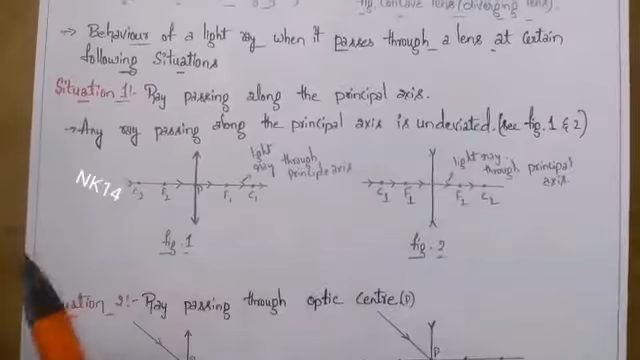 fig. concave lens (diverging lens).
⇒ Behaviour of a light ray when it passes through a lens at certain
following situations
Situation 1:- Ray passing along the principal axis.
→ Any ray passing along the principal axis is undeviated. (see fig. 1 & 2)
light
ray through
principle axis
C₂ F₂ P F₁ C₁
fig. 1
light ray
through principal
axis
C₁ F₁ F₂ C₂
fig. 2
NK14
Situation 2:- Ray passing through optic centre (P)
P